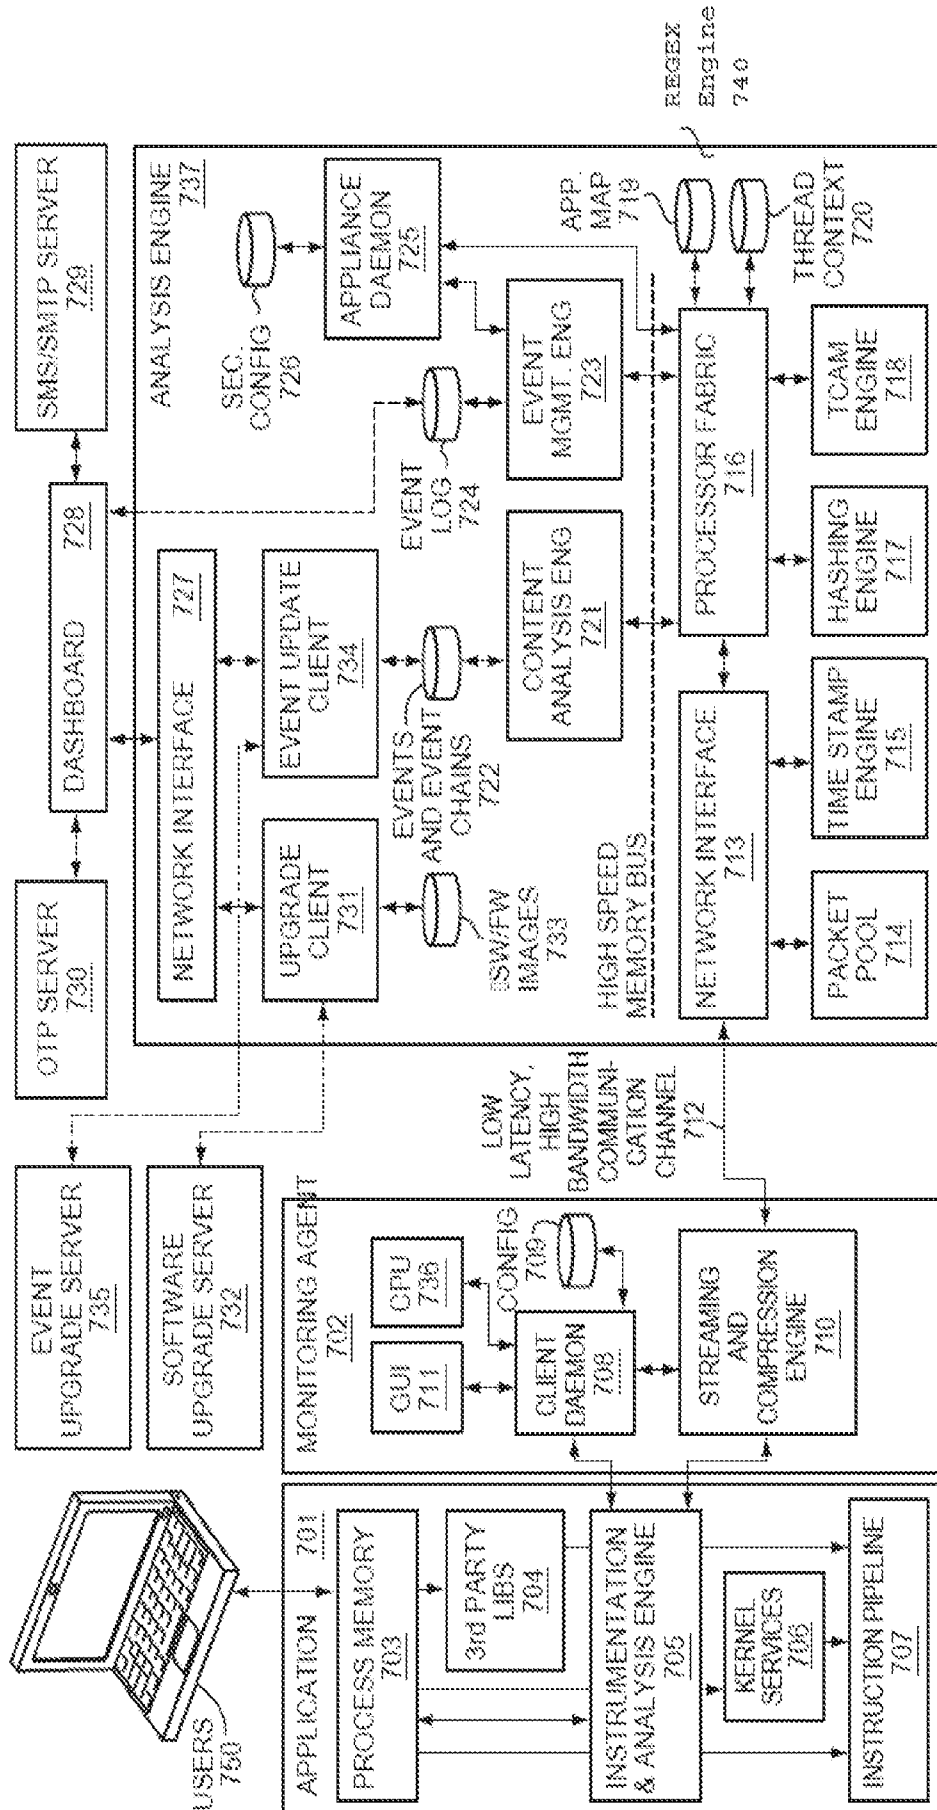 USERS
750
APPLICATION 701
PROCESS MEMORY
703
3rd PARTY
LIBS
704
INSTRUMENTATION
& ANALYSIS ENGINE
705
KERNEL
SERVICES
706
INSTRUCTION PIPELINE
707
EVENT
UPGRADE SERVER
735
SOFTWARE
UPGRADE SERVER
732
MONITORING AGENT
702
GUI
711
CPU
736
CLIENT
DAEMON
708
CONFIG
709
STREAMING
AND
COMPRESSION
ENGINE
710
LOW
LATENCY,
HIGH
BANDWIDTH
COMMUNI-
CATION
CHANNEL
712
OTP SERVER
730
DASHBOARD 728
SMS/SMTP SERVER
729
ANALYSIS ENGINE
737
NETWORK INTERFACE 727
UPGRADE
CLIENT
731
EVENT UPDATE
CLIENT
734
ISW/FW
IMAGES
733
EVENTS
AND EVENT
CHAINS
722
EVENT
LOG
724
SEC.
CONFIG
726
APPLIANCE
DAEMON
725
CONTENT
ANALYSIS ENG
721
EVENT
MGMT. ENG
723
HIGH SPEED
MEMORY BUS
NETWORK INTERFACE
713
PROCESSOR FABRIC
716
APP.
MAP
719
THREAD
CONTEXT
720
PACKET
POOL
714
TIME STAMP
ENGINE
715
HASHING
ENGINE
717
TCAM
ENGINE
718
REGEX
Engine
740